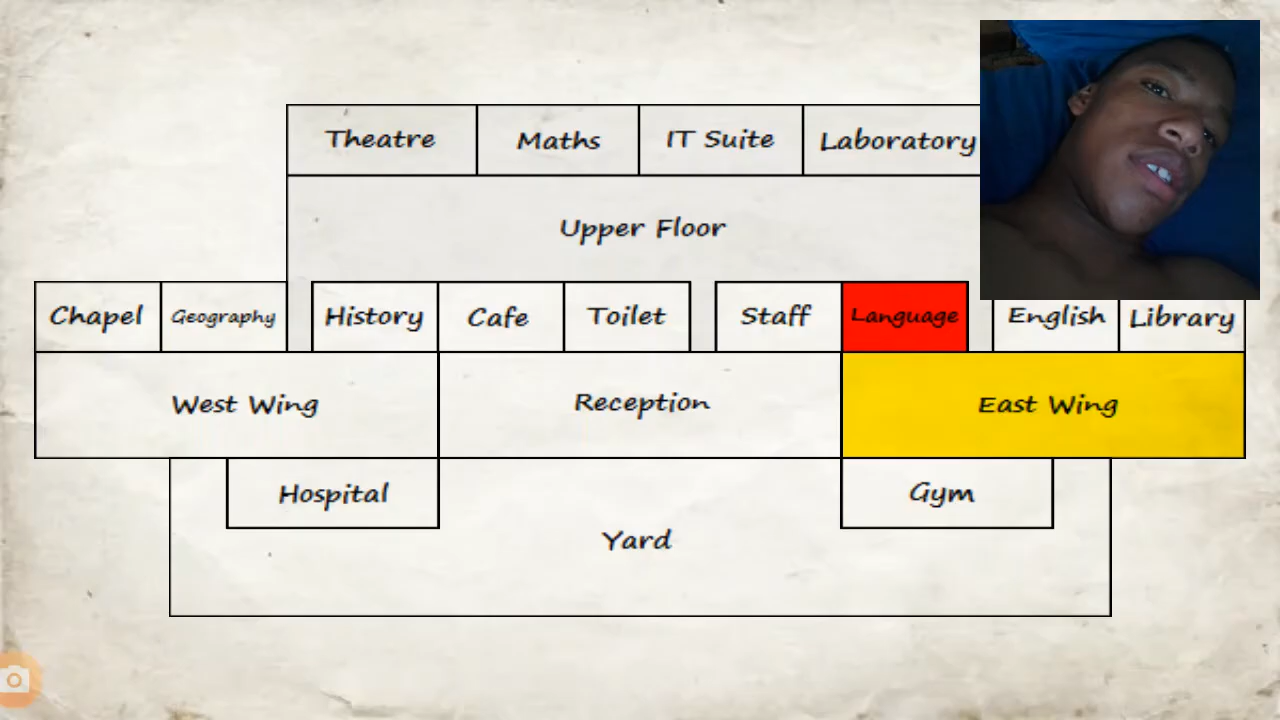 Theatre
Maths
IT Suite
Laboratory
Upper Floor
Chapel
Geography
History
Cafe
Toilet
Staff
Language
English
Library
West Wing
Reception
East Wing
Hospital
Gym
Yard